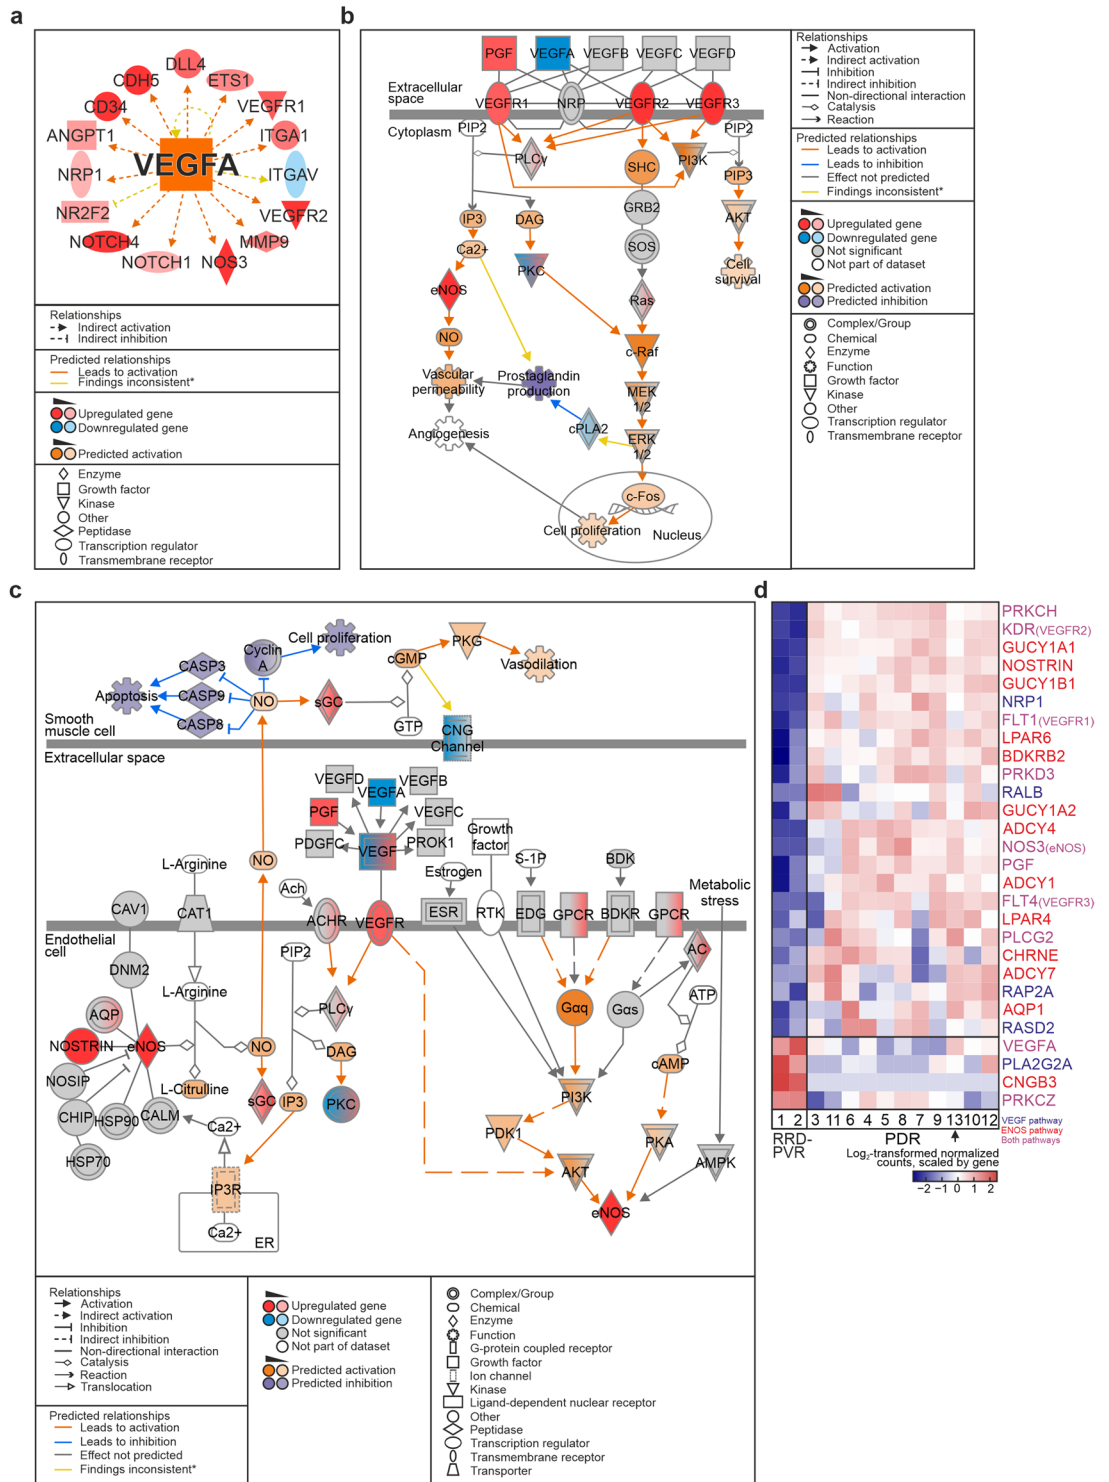 a
DLL4
CDH5
ETS1
CD34
VEGFR1
ANGPT1
ITGA1
VEGFA
NRP1
ITGAV
NR2F2
VEGFR2
NOTCH4
MMP9
NOTCH1
NOS3
Relationships
Indirect activation
Indirect inhibition
Predicted relationships
Leads to activation
Findings inconsistent*
Upregulated gene
Downregulated gene
Predicted activation
Enzyme
Growth factor
Kinase
Other
Peptidase
Transcription regulator
Transmembrane receptor
b
PGF
VEGFA
VEGFB
VEGFC
VEGFD
Extracellular
space
VEGFR1
NRP
VEGFR2
VEGFR3
Cytoplasm
PIP2
PIP2
PLCγ
SHC
PI3K
PIP3
IP3
DAG
GRB2
AKT
Ca2+
SOS
PKC
Cell
survival
eNOS
Ras
NO
c-Raf
Vascular
permeability
Prostaglandin
production
MEK
1/2
cPLA2
Angiogenesis
ERK
1/2
c-Fos
Cell proliferation
Nucleus
Relationships
Activation
Indirect activation
Inhibition
Indirect inhibition
Non-directional interaction
Catalysis
Reaction
Predicted relationships
Leads to activation
Leads to inhibition
Effect not predicted
Findings inconsistent*
Upregulated gene
Downregulated gene
Not significant
Not part of dataset
Predicted activation
Predicted inhibition
Complex/Group
Chemical
Enzyme
Function
Growth factor
Kinase
Other
Transcription regulator
Transmembrane receptor
c
Cell proliferation
Cyclin
A
PKG
cGMP
Vasodilation
CASP3
Apoptosis
CASP9
NO
sGC
CASP8
GTP
CNG
Channel
Smooth
muscle cell
Extracellular space
VEGFD
VEGFB
VEGFA
PGF
VEGFC
PDGFC
VEGF
PROK1
Growth
factor
NO
L-Arginine
Estrogen
S-1P
BDK
Metabolic
stress
Ach
CAV1
CAT1
ACHR
VEGFR
ESR
RTK
EDG
GPCR
BDKR
GPCR
Endothelial
cell
PIP2
AC
DNM2
L-Arginine
ATP
PLCγ
Gαq
Gαs
AQP
NOSTRIN
eNOS
NO
DAG
cAMP
NOSIP
L-Citrulline
sGC
IP3
PKC
PI3K
CHIP
HSP90
CALM
Ca2+
PDK1
PKA
HSP70
AKT
AMPK
IP3R
eNOS
Ca2+
ER
Relationships
Activation
Indirect activation
Inhibition
Indirect inhibition
Non-directional interaction
Catalysis
Reaction
Translocation
Predicted relationships
Leads to activation
Leads to inhibition
Effect not predicted
Findings inconsistent*
Upregulated gene
Downregulated gene
Not significant
Not part of dataset
Predicted activation
Predicted inhibition
Complex/Group
Chemical
Enzyme
Function
G-protein coupled receptor
Growth factor
Ion channel
Kinase
Ligand-dependent nuclear receptor
Other
Peptidase
Transcription regulator
Transmembrane receptor
Transporter
d
PRKCH
KDR(VEGFR2)
GUCY1A1
NOSTRIN
GUCY1B1
NRP1
FLT1(VEGFR1)
LPAR6
BDKRB2
PRKD3
RALB
GUCY1A2
ADCY4
NOS3(eNOS)
PGF
ADCY1
FLT4(VEGFR3)
LPAR4
PLCG2
CHRNE
ADCY7
RAP2A
AQP1
RASD2
VEGFA
PLA2G2A
CNGB3
PRKCZ
1 2 3 11 6 4 5 8 7 9 13 10 12
VEGF pathway
ENOS pathway
Both pathways
RRD-
PVR
PDR
Log2-transformed normalized
counts, scaled by gene
−2 −1 0 1 2